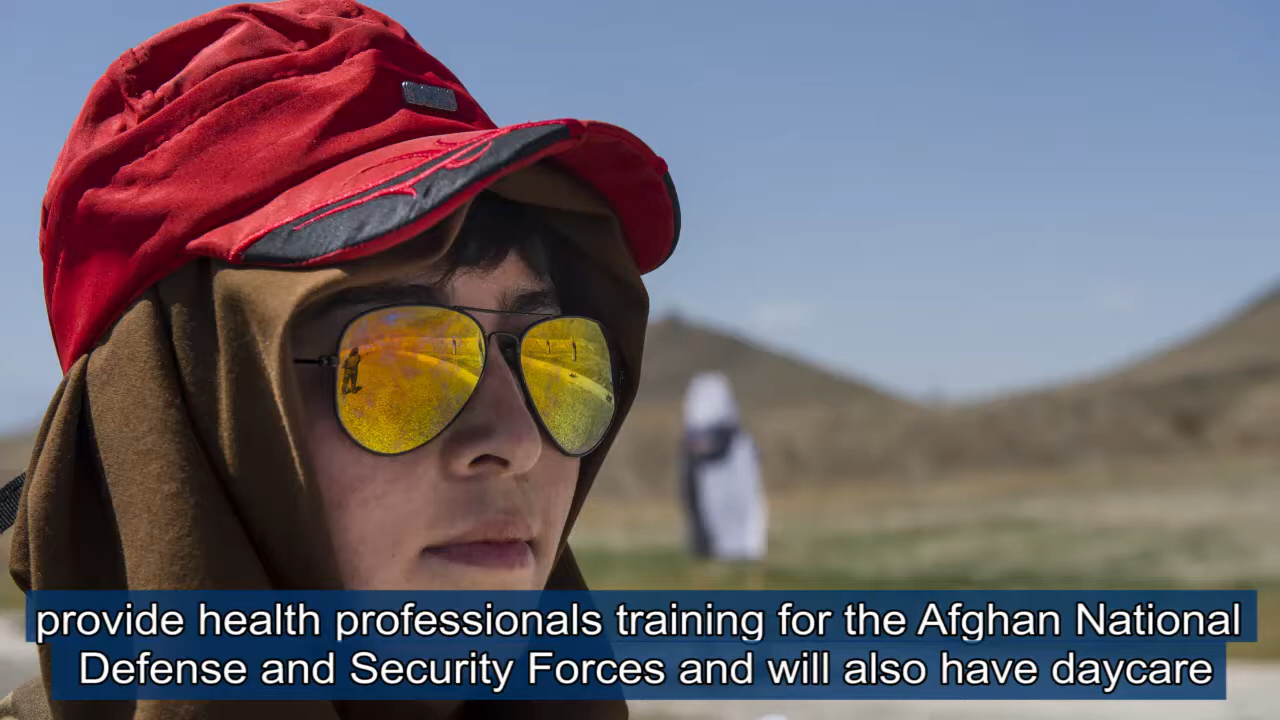 provide health professionals training for the Afghan National
Defense and Security Forces and will also have daycare